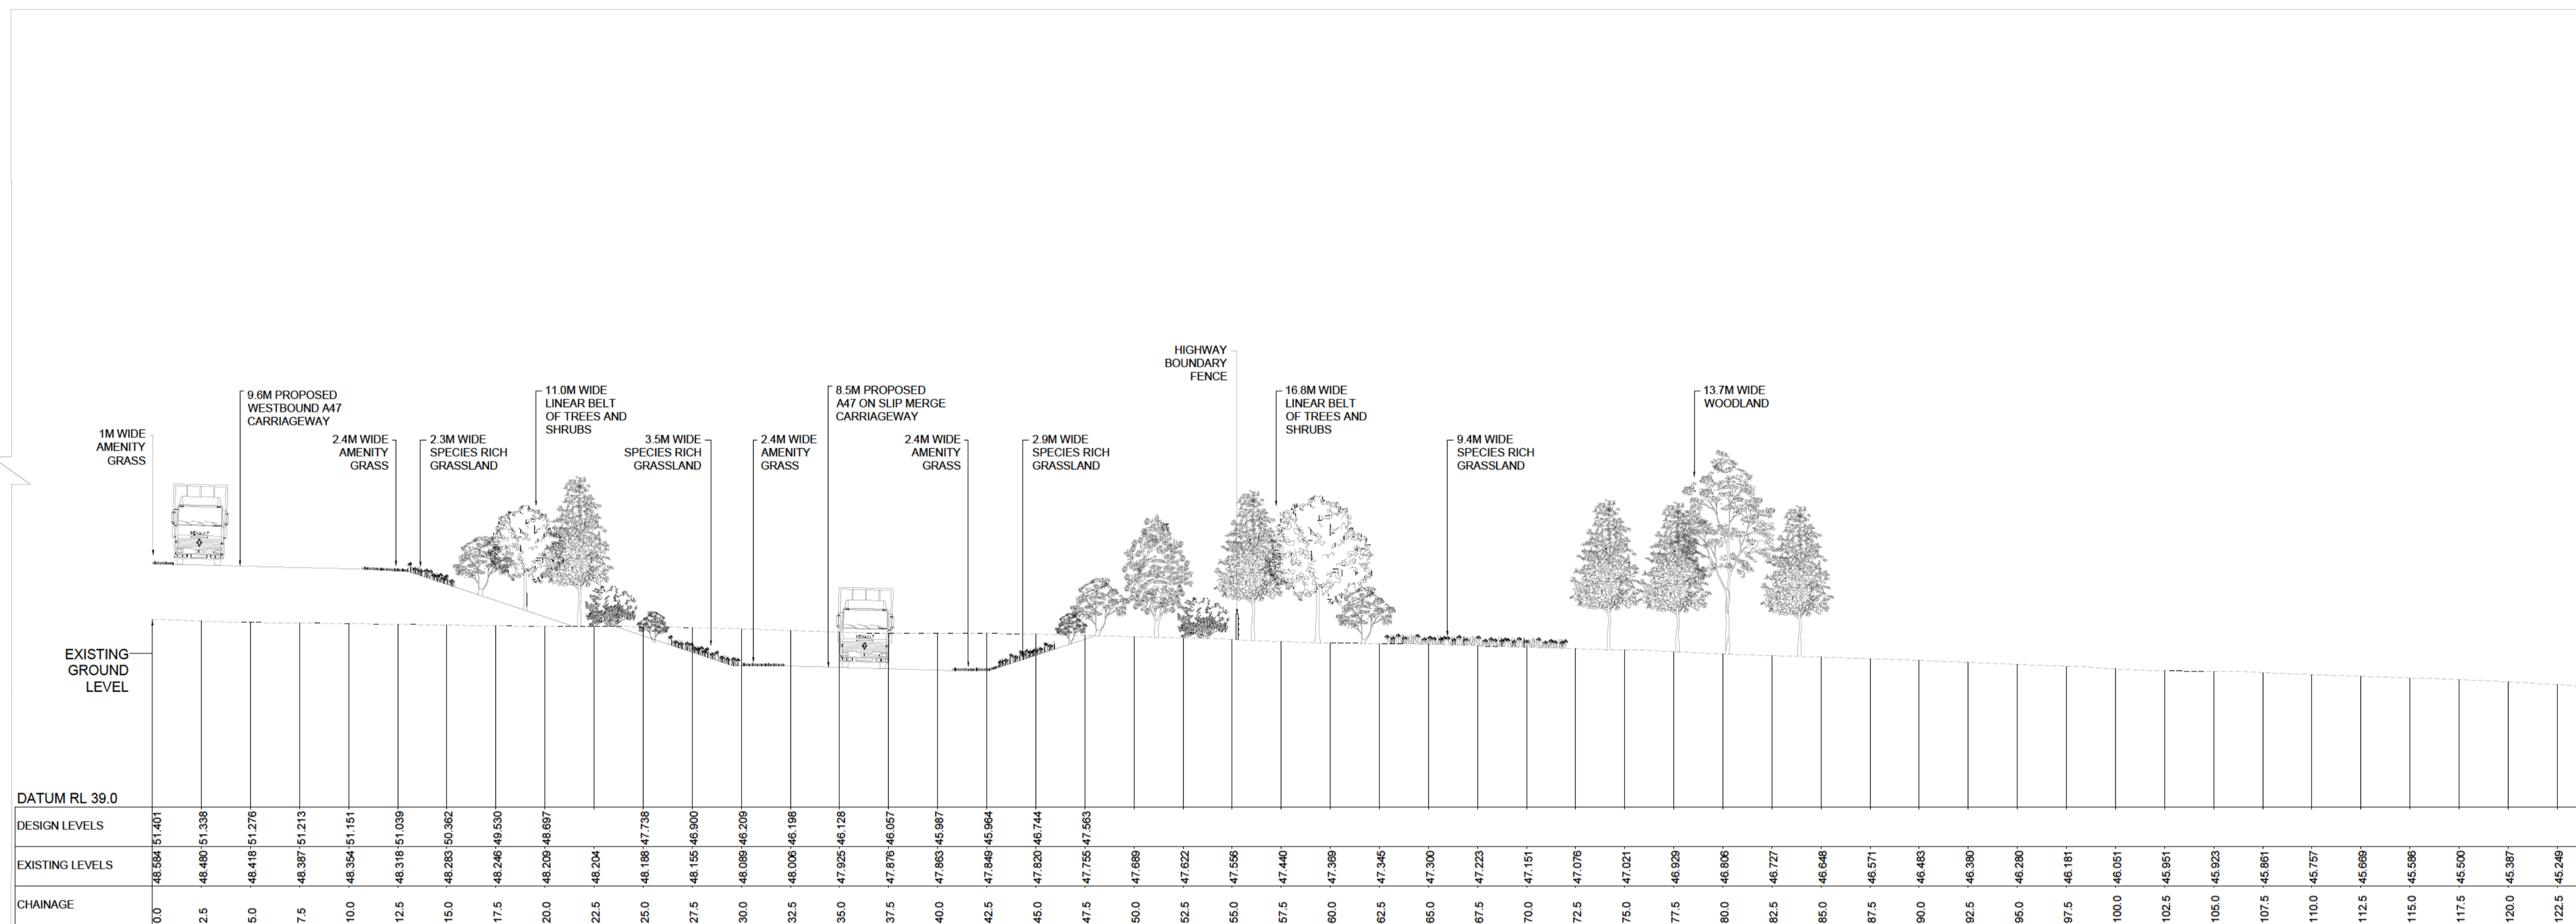 HIGHWAY
BOUNDARY
FENCE
9.6M PROPOSED
WESTBOUND A47
CARRIAGEWAY
11.0M WIDE
LINEAR BELT
OF TREES AND
SHRUBS
8.5M PROPOSED
A47 ON SLIP MERGE
CARRIAGEWAY
16.8M WIDE
LINEAR BELT
OF TREES AND
SHRUBS
13.7M WIDE
WOODLAND
1M WIDE
AMENITY
GRASS
2.4M WIDE
AMENITY
GRASS
2.3M WIDE
SPECIES RICH
GRASSLAND
3.5M WIDE
SPECIES RICH
GRASSLAND
2.4M WIDE
AMENITY
GRASS
2.4M WIDE
AMENITY
GRASS
2.9M WIDE
SPECIES RICH
GRASSLAND
9.4M WIDE
SPECIES RICH
GRASSLAND
RENAULT
RENAULT
EXISTING
GROUND
LEVEL
DATUM RL 39.0
DESIGN LEVELS 51.401 51.338 51.276 51.213 51.151 51.039 50.362 49.530 48.697 47.738 46.900 46.209 46.198 46.128 46.057 45.987 45.964 46.744 47.563
EXISTING LEVELS 48.584 48.480 48.418 48.387 48.354 48.318 48.283 48.246 48.209 48.204 48.188 48.155 48.089 48.006 47.925 47.876 47.863 47.849 47.820 47.755 47.689 47.622 47.556 47.440 47.369 47.345 47.300 47.223 47.151 47.076 47.021 46.929 46.806 46.727 46.648 46.571 46.483 46.380 46.280 46.181 46.051 45.951 45.923 45.861 45.757 45.669 45.586 45.500 45.387 45.249
CHAINAGE 0.0 2.5 5.0 7.5 10.0 12.5 15.0 17.5 20.0 22.5 25.0 27.5 30.0 32.5 35.0 37.5 40.0 42.5 45.0 47.5 50.0 52.5 55.0 57.5 60.0 62.5 65.0 67.5 70.0 72.5 75.0 77.5 80.0 82.5 85.0 87.5 90.0 92.5 95.0 97.5 100.0 102.5 105.0 107.5 110.0 112.5 115.0 117.5 120.0 122.5